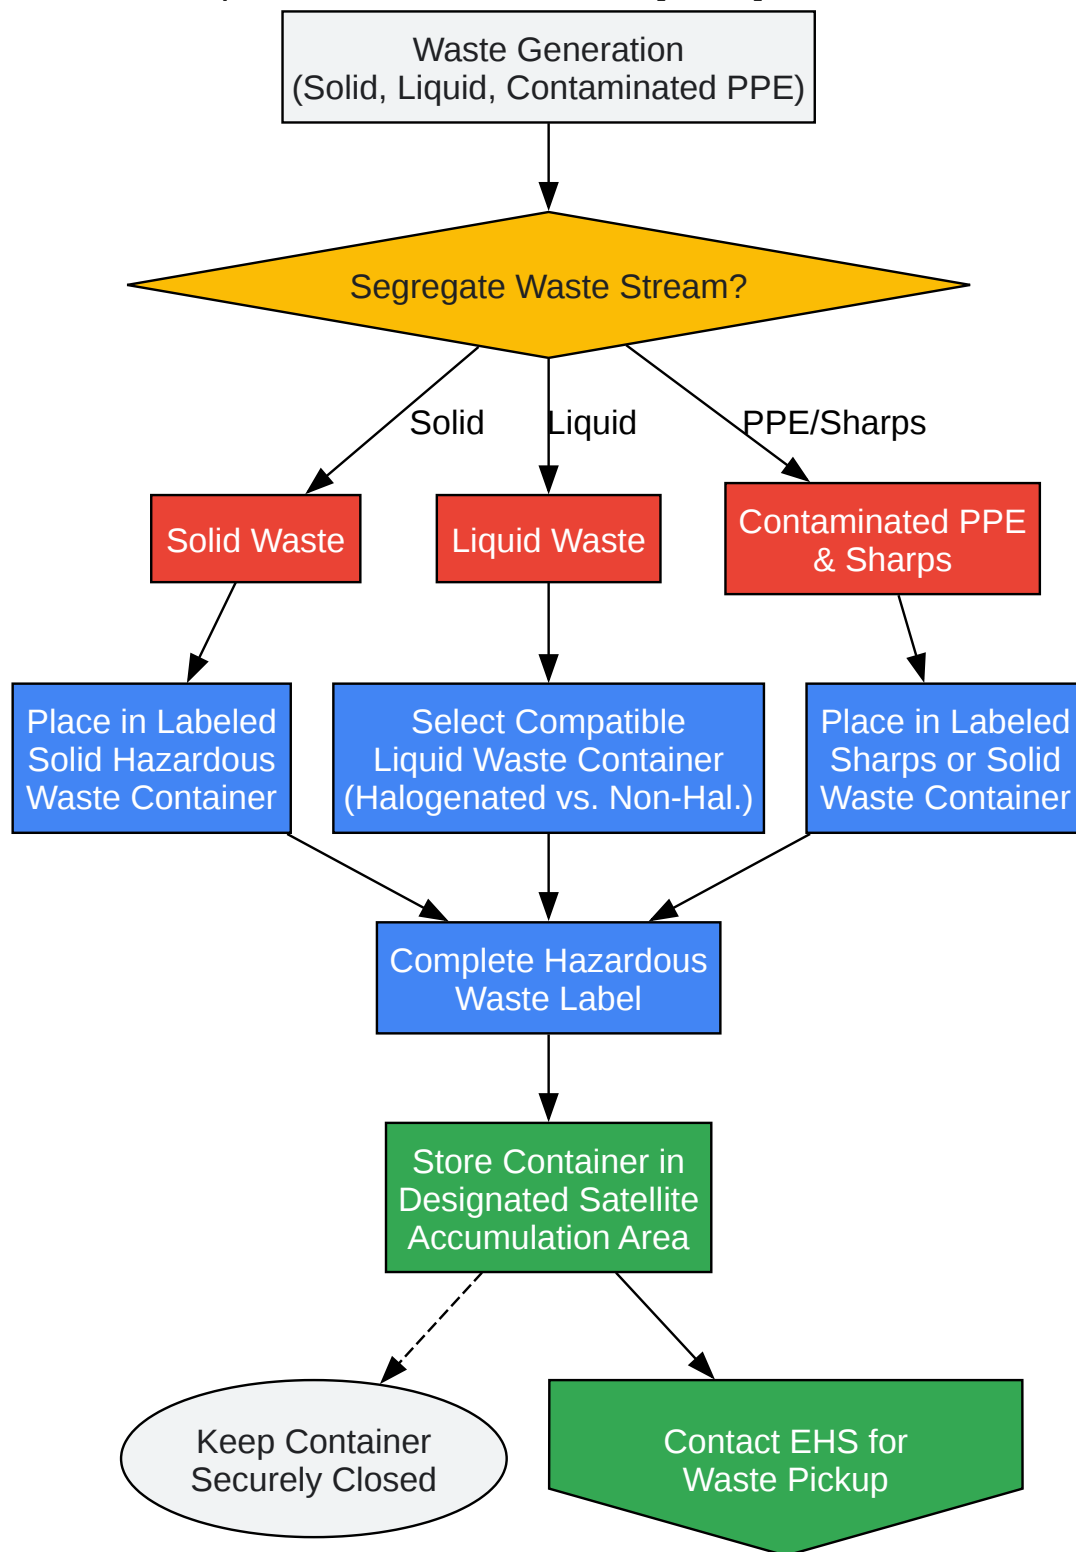 Waste Generation
(Solid, Liquid, Contaminated PPE)
Segregate Waste Stream?
Solid
Liquid
PPE/Sharps
Solid Waste
Liquid Waste
Contaminated PPE
& Sharps
Place in Labeled
Solid Hazardous
Waste Container
Select Compatible
Liquid Waste Container
(Halogenated vs. Non-Hal.)
Place in Labeled
Sharps or Solid
Waste Container
Complete Hazardous
Waste Label
Store Container in
Designated Satellite
Accumulation Area
Keep Container
Securely Closed
Contact EHS for
Waste Pickup